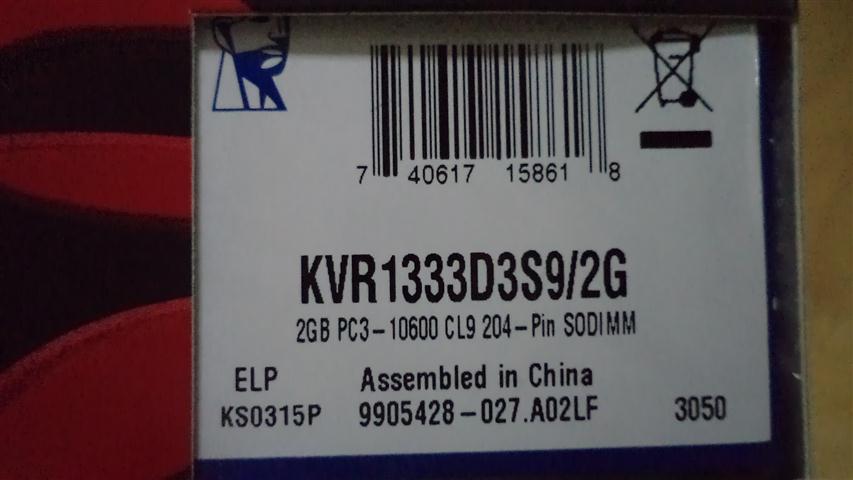 7 40617 15861 8
KVR1333D3S9/2G
2GB PC3-10600 CL9 204-Pin SODIMM
ELP Assembled in China
KS0315P 9905428-027.A02LF 3050